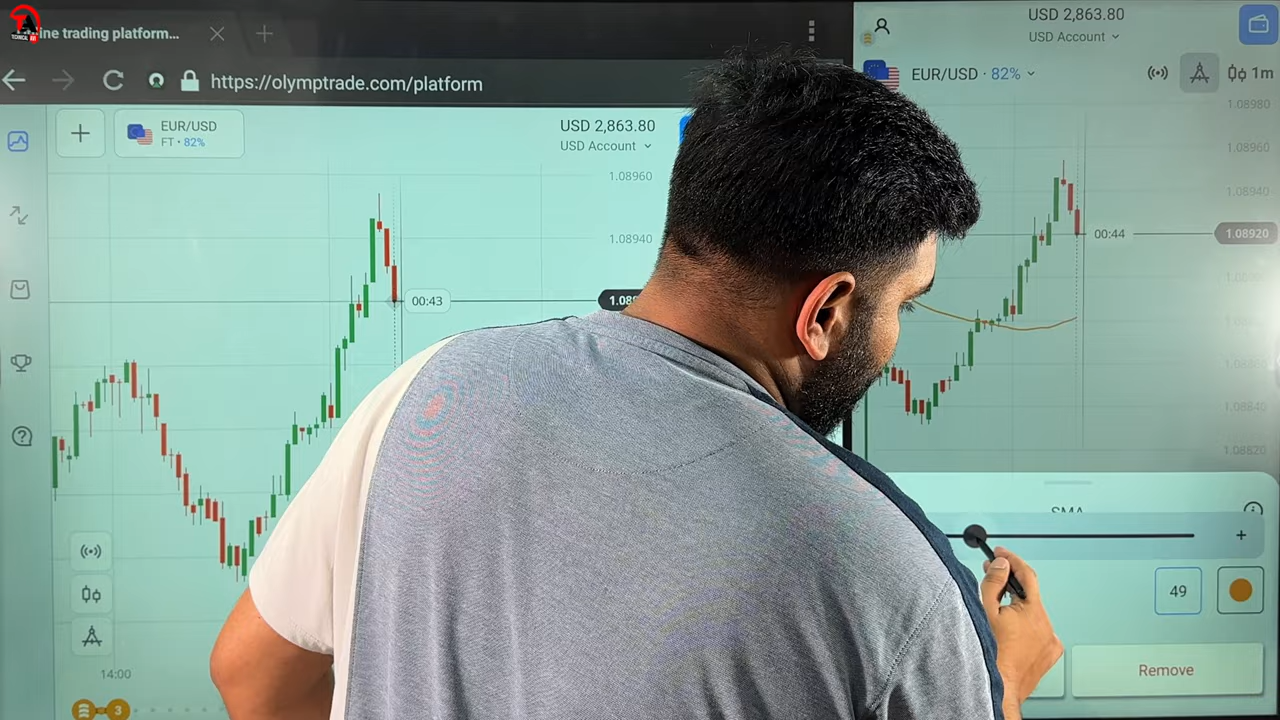 TECHNICAL
ine trading platform...
https://olymptrade.com/platform
EUR/USD
FT • 82%
USD 2,863.80
USD Account
1.08960
1.08940
00:43
14:00
3
USD 2,863.80
USD Account
EUR/USD • 82%
1m
1.08980
1.08960
1.08940
00:44
1.08920
1.08840
1.08820
SMA
+
49
Remove